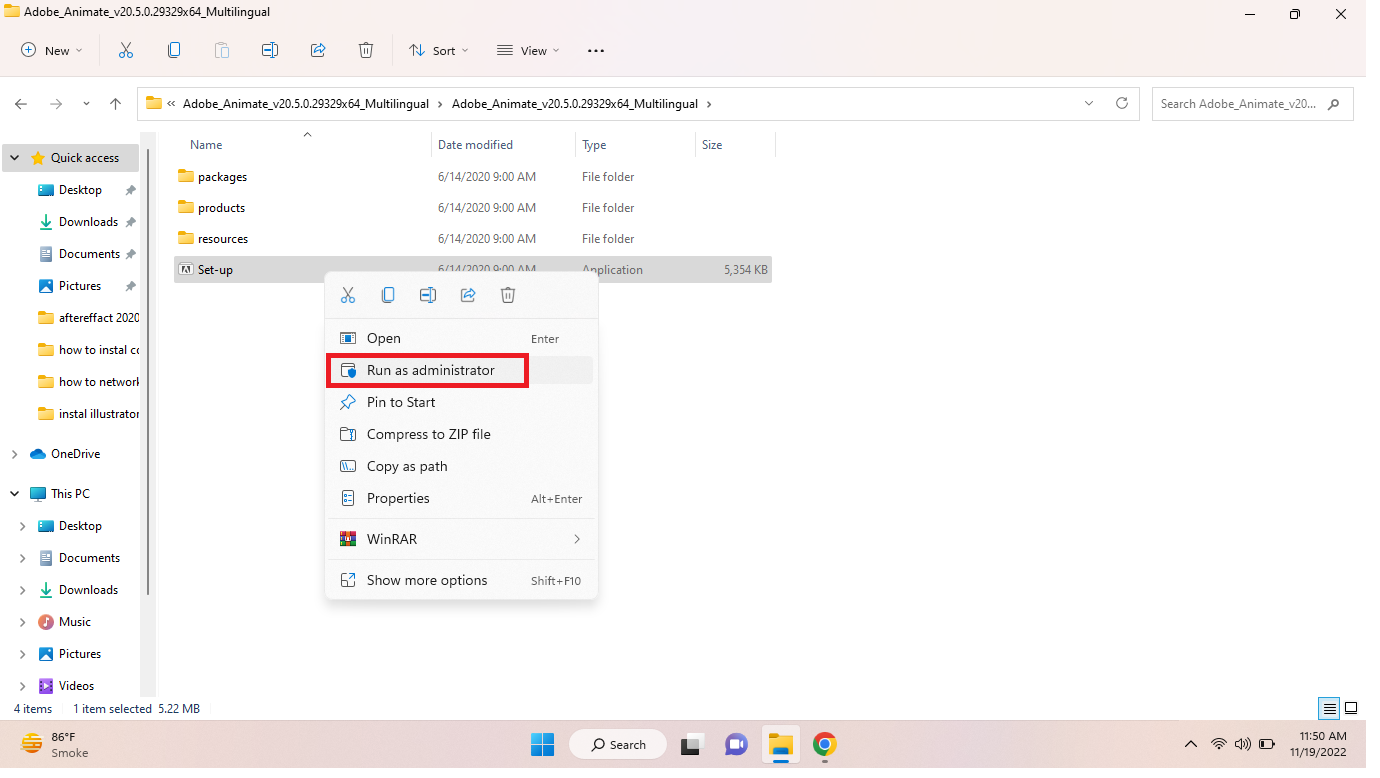 Adobe_Animate_v20.5.0.29329x64_Multilingual
New
Sort
View
« Adobe_Animate_v20.5.0.29329x64_Multilingual > Adobe_Animate_v20.5.0.29329x64_Multilingual >
Search Adobe_Animate_v20...
Name Date modified Type Size
Quick access
Desktop
Downloads
Documents
Pictures
aftereffact 2020
how to instal co
how to network
instal illustrator
OneDrive
This PC
Desktop
Documents
Downloads
Music
Pictures
Videos
packages 6/14/2020 9:00 AM File folder
products 6/14/2020 9:00 AM File folder
resources 6/14/2020 9:00 AM File folder
Set-up 6/14/2020 9:00 AM Application 5,354 KB
Open Enter
Run as administrator
Pin to Start
Compress to ZIP file
Copy as path
Properties Alt+Enter
WinRAR
Show more options Shift+F10
4 items 1 item selected 5.22 MB
86°F
Smoke
Search
11:50 AM
11/19/2022